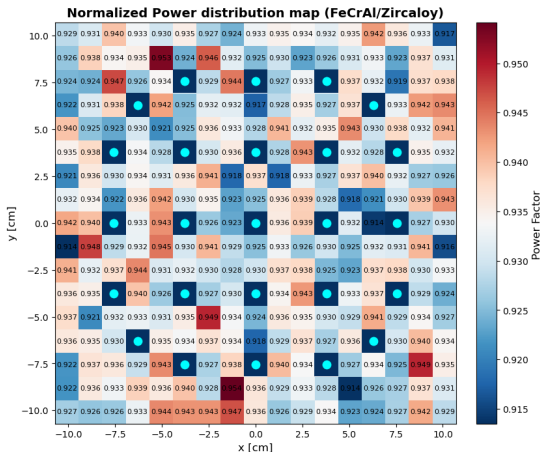 Normalized Power distribution map (FeCrAl/Zircaloy)
10.0 0.929 0.931 0.940 0.933 0.930 0.935 0.927 0.924 0.933 0.935 0.934 0.932 0.935 0.942 0.936 0.933 0.917
0.926 0.938 0.934 0.935 0.953 0.924 0.946 0.932 0.925 0.930 0.923 0.926 0.931 0.932 0.923 0.937 0.931
7.5 0.924 0.924 0.947 0.926 0.934 0.929 0.944 0.927 0.933 0.937 0.932 0.919 0.937 0.938
0.922 0.931 0.938 0.942 0.925 0.932 0.932 0.917 0.928 0.935 0.927 0.937 0.933 0.942 0.943
5.0 0.940 0.925 0.923 0.930 0.921 0.925 0.936 0.933 0.928 0.941 0.932 0.935 0.943 0.930 0.938 0.932 0.941
0.935 0.938 0.934 0.928 0.936 0.934 0.928 0.943 0.928 0.938 0.928 0.935 0.932
2.5 0.921 0.936 0.930 0.934 0.931 0.936 0.941 0.918 0.937 0.918 0.927 0.933 0.936 0.940 0.932 0.927 0.926
0.932 0.934 0.922 0.936 0.942 0.930 0.928 0.923 0.925 0.936 0.939 0.928 0.918 0.921 0.930 0.939 0.943
0.0 0.942 0.940 0.933 0.943 0.926 0.923 0.936 0.939 0.938 0.932 0.914 0.927 0.930
0.914 0.948 0.929 0.932 0.945 0.930 0.941 0.929 0.925 0.933 0.926 0.930 0.925 0.932 0.931 0.941 0.916
−2.5 0.941 0.932 0.937 0.944 0.931 0.932 0.930 0.932 0.930 0.937 0.938 0.925 0.923 0.937 0.938 0.930 0.933
0.936 0.935 0.940 0.926 0.927 0.930 0.927 0.943 0.932 0.937 0.929 0.924
−5.0 0.937 0.921 0.932 0.930 0.932 0.937 0.949 0.934 0.924 0.937 0.935 0.930 0.929 0.941 0.929 0.934 0.937
0.936 0.935 0.933 0.935 0.934 0.937 0.934 0.918 0.929 0.934 0.927 0.936 0.930 0.940 0.934
−7.5 0.922 0.937 0.936 0.929 0.943 0.927 0.938 0.936 0.934 0.927 0.938 0.925 0.949 0.935
0.922 0.936 0.933 0.939 0.936 0.940 0.928 0.954 0.936 0.929 0.933 0.928 0.914 0.926 0.928 0.937 0.935
−10.0 0.927 0.926 0.926 0.935 0.944 0.943 0.943 0.947 0.936 0.929 0.926 0.934 0.923 0.924 0.927 0.942 0.929
−10.0 −7.5 −5.0 −2.5 0.0 2.5 5.0 7.5 10.0
x [cm]
y [cm]
0.950
0.945
0.940
0.935
0.930
0.925
0.920
0.915
Power Factor